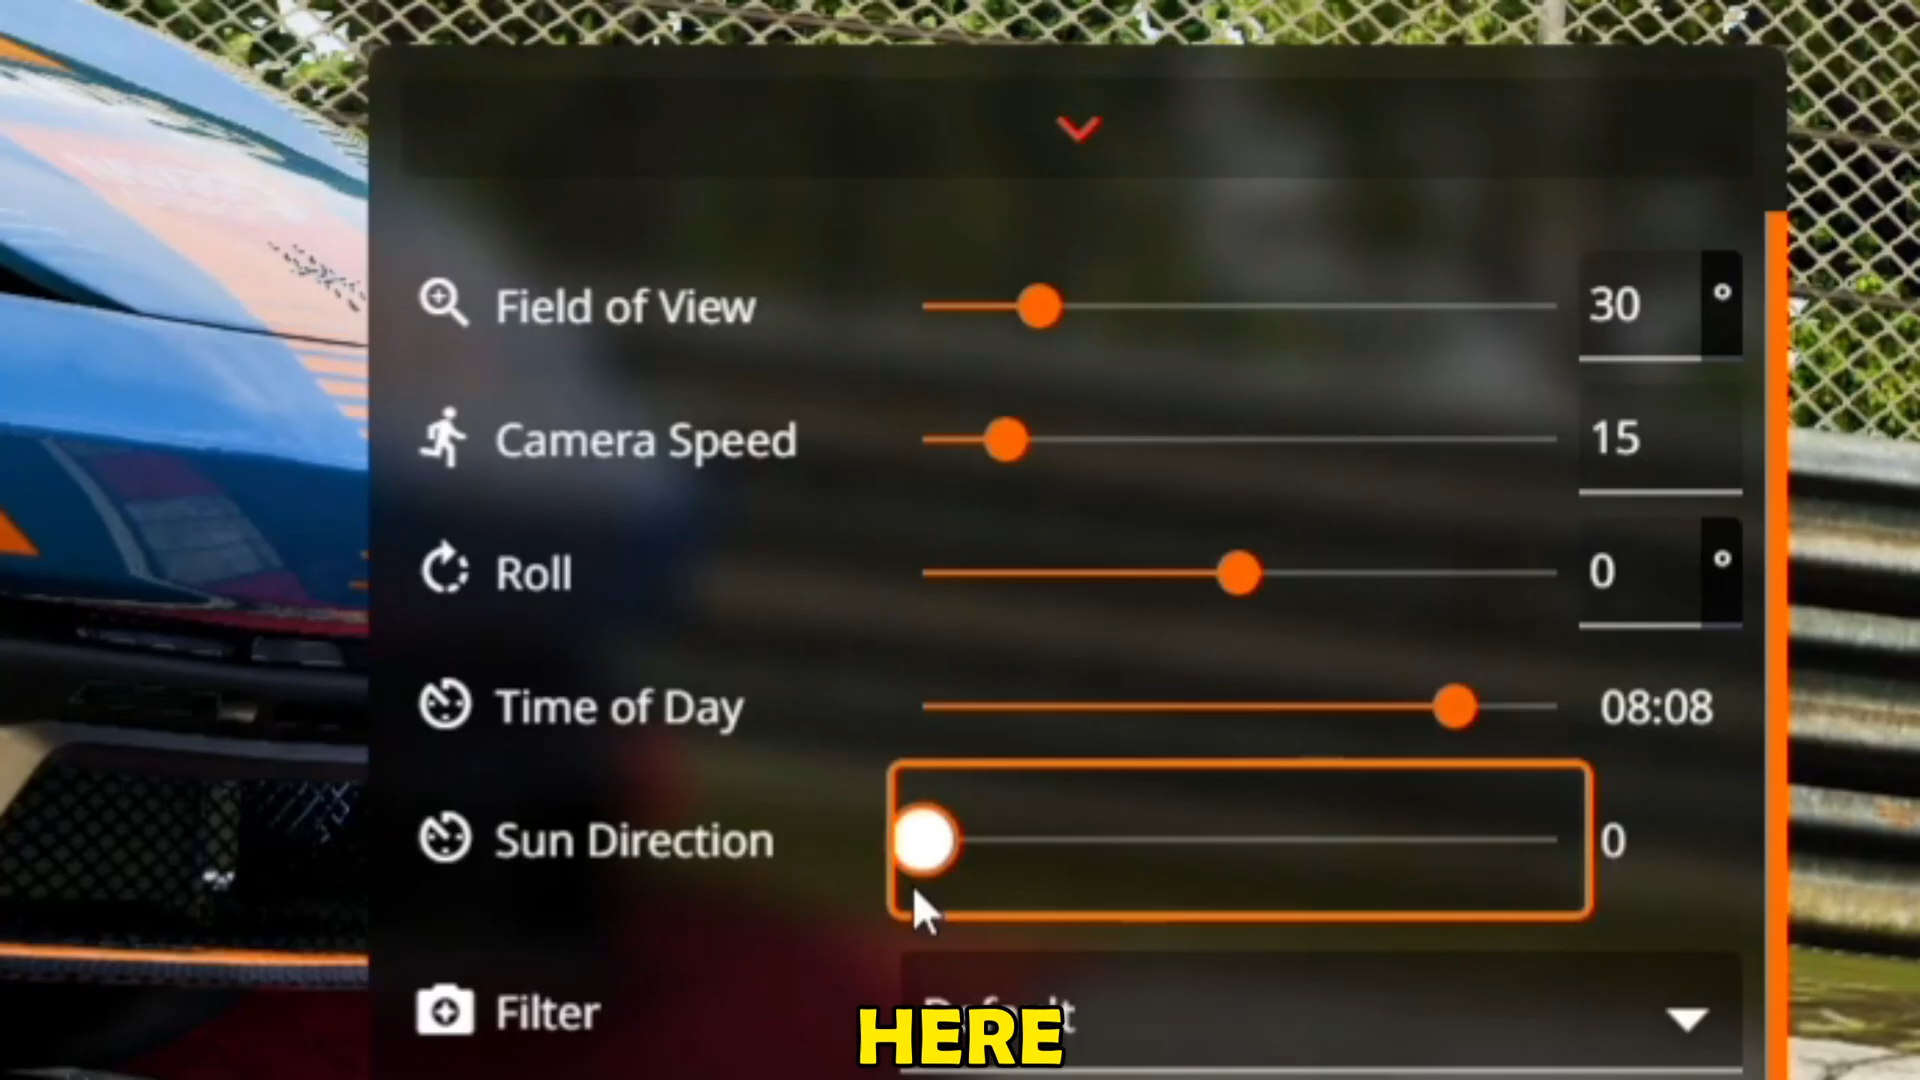 Field of View 30 °
Camera Speed 15
Roll 0 °
Time of Day 08:08
Sun Direction 0
Filter Default
HERE